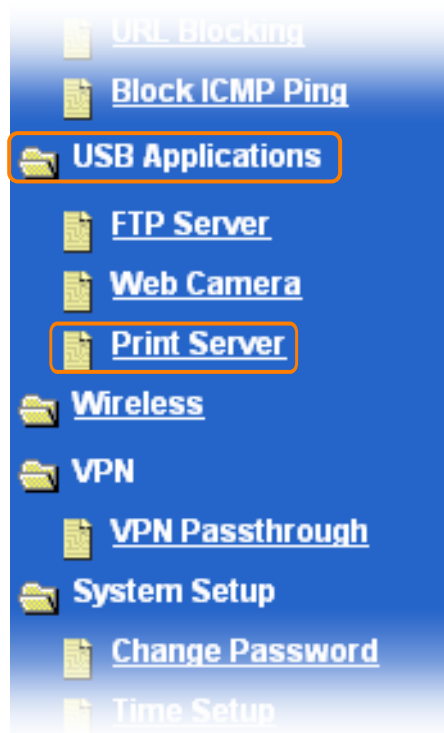 URL Blocking
Block ICMP Ping
USB Applications
FTP Server
Web Camera
Print Server
Wireless
VPN
VPN Passthrough
System Setup
Change Password
Time Setup